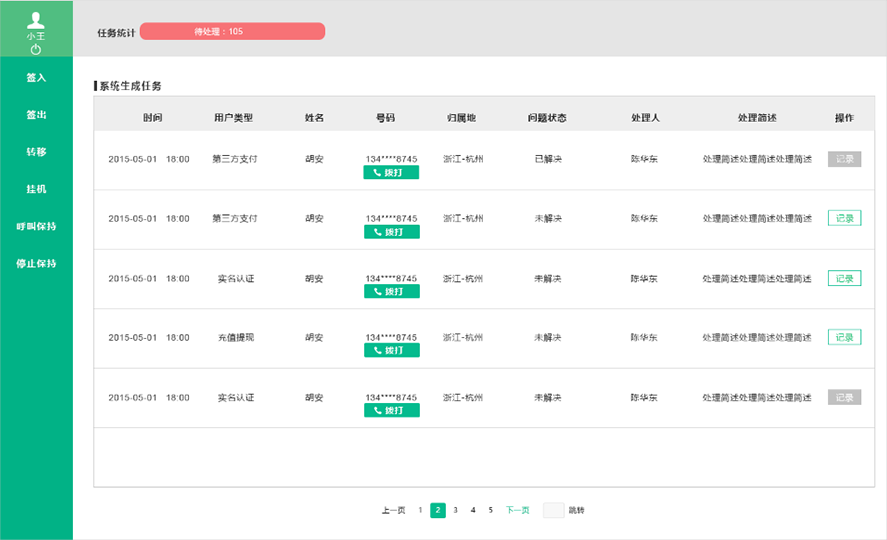 小王
签入
签出
转移
挂机
呼叫保持
停止保持
任务统计 待处理：105
系统生成任务
时间 用户类型 姓名 号码 归属地 问题状态 处理人 处理简述 操作
2015-05-01 18:00 第三方支付 胡安 134****8745 浙江-杭州 已解决 陈华东 处理简述处理简述处理简述 记录
拨打
2015-05-01 18:00 第三方支付 胡安 134****8745 浙江-杭州 未解决 陈华东 处理简述处理简述处理简述 记录
拨打
2015-05-01 18:00 实名认证 胡安 134****8745 浙江-杭州 未解决 陈华东 处理简述处理简述处理简述 记录
拨打
2015-05-01 18:00 充值提现 胡安 134****8745 浙江-杭州 未解决 陈华东 处理简述处理简述处理简述 记录
拨打
2015-05-01 18:00 实名认证 胡安 134****8745 浙江-杭州 未解决 陈华东 处理简述处理简述处理简述 记录
拨打
上一页 1 2 3 4 5 下一页 跳转